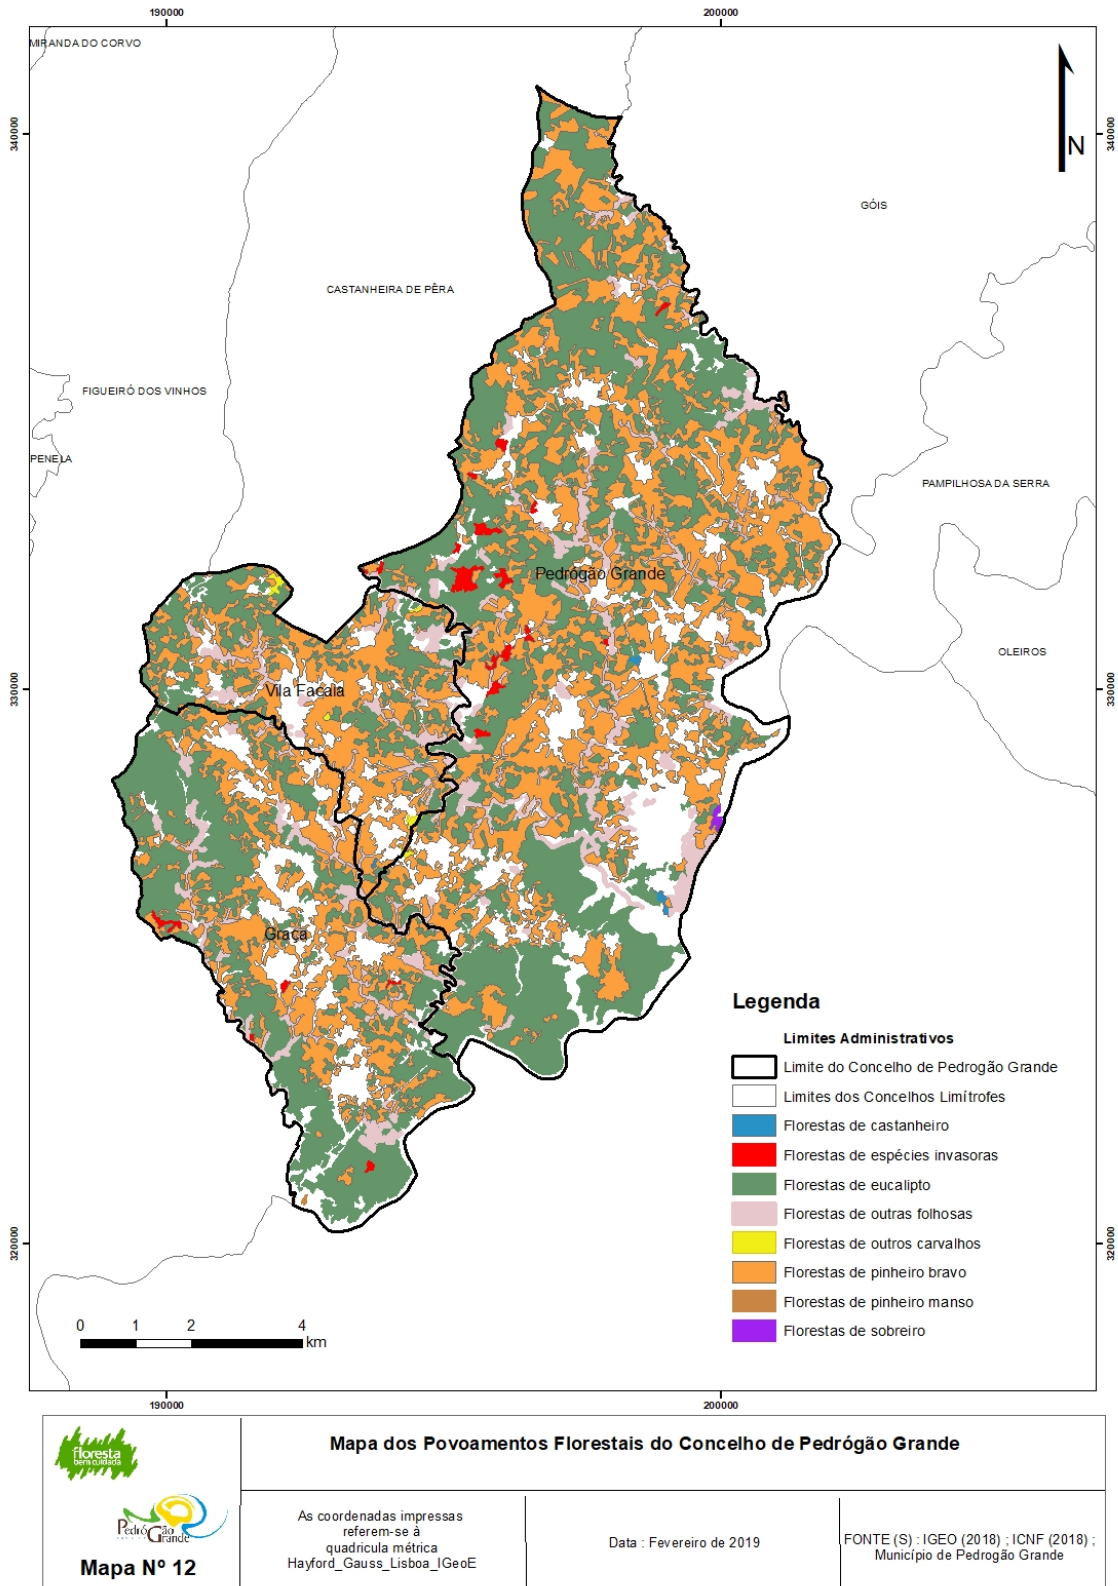 190000
200000
MIRANDA DO CORVO
340000
340000
N
GÓIS
CASTANHEIRA DE PÊRA
FIGUEIRÓ DOS VINHOS
PENELA
PAMPILHOSA DA SERRA
Pedrógão Grande
OLEIROS
330000
330000
Vila Facaia
Graça
Legenda
Limites Administrativos
Limite do Concelho de Pedrogão Grande
Limites dos Concelhos Limítrofes
Florestas de castanheiro
Florestas de espécies invasoras
Florestas de eucalipto
Florestas de outras folhosas
Florestas de outros carvalhos
Florestas de pinheiro bravo
Florestas de pinheiro manso
Florestas de sobreiro
320000
320000
0 1 2 4
km
190000
200000
floresta
bem cuidada
Pedrógão
Grande
Mapa Nº 12
Mapa dos Povoamentos Florestais do Concelho de Pedrógão Grande
As coordenadas impressas
referem-se à
quadricula métrica
Hayford_Gauss_Lisboa_IGeoE
Data : Fevereiro de 2019
FONTE (S) : IGEO (2018) ; ICNF (2018) ;
Município de Pedrogão Grande